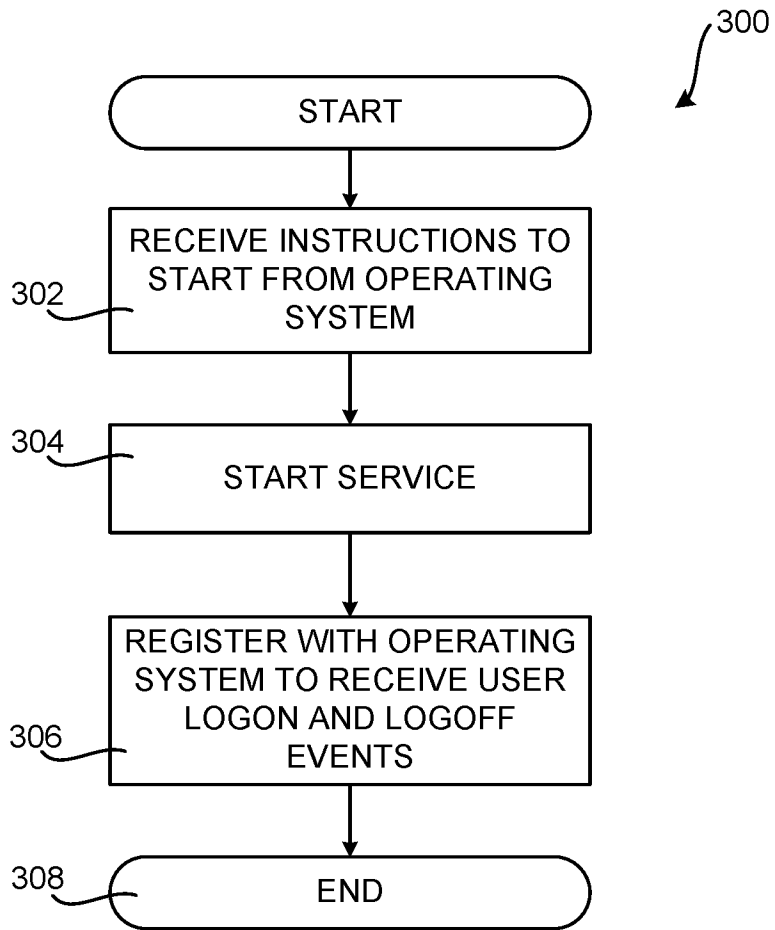 300
START
RECEIVE INSTRUCTIONS TO
START FROM OPERATING
SYSTEM
302
304
START SERVICE
REGISTER WITH OPERATING
SYSTEM TO RECEIVE USER
LOGON AND LOGOFF
EVENTS
306
308
END